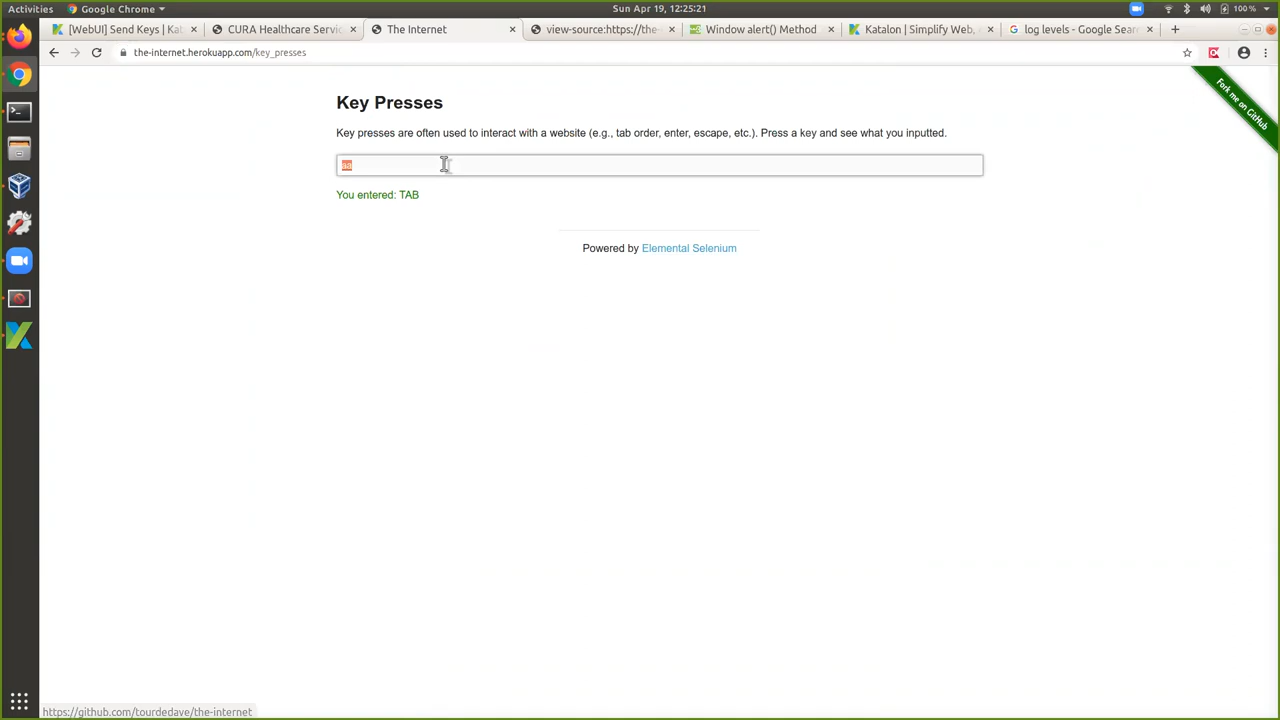 Activities
Google Chrome
Sun Apr 19, 12:25:21
100 %
[WebUI] Send Keys | Kat
CURA Healthcare Servic
The Internet
view-source:https://the-
Window alert() Method
Katalon | Simplify Web, A
log levels - Google Sear
the-internet.herokuapp.com/key_presses
Fork me on GitHub
Key Presses
Key presses are often used to interact with a website (e.g., tab order, enter, escape, etc.). Press a key and see what you inputted.
sa
You entered: TAB
Powered by Elemental Selenium
https://github.com/tourdedave/the-internet